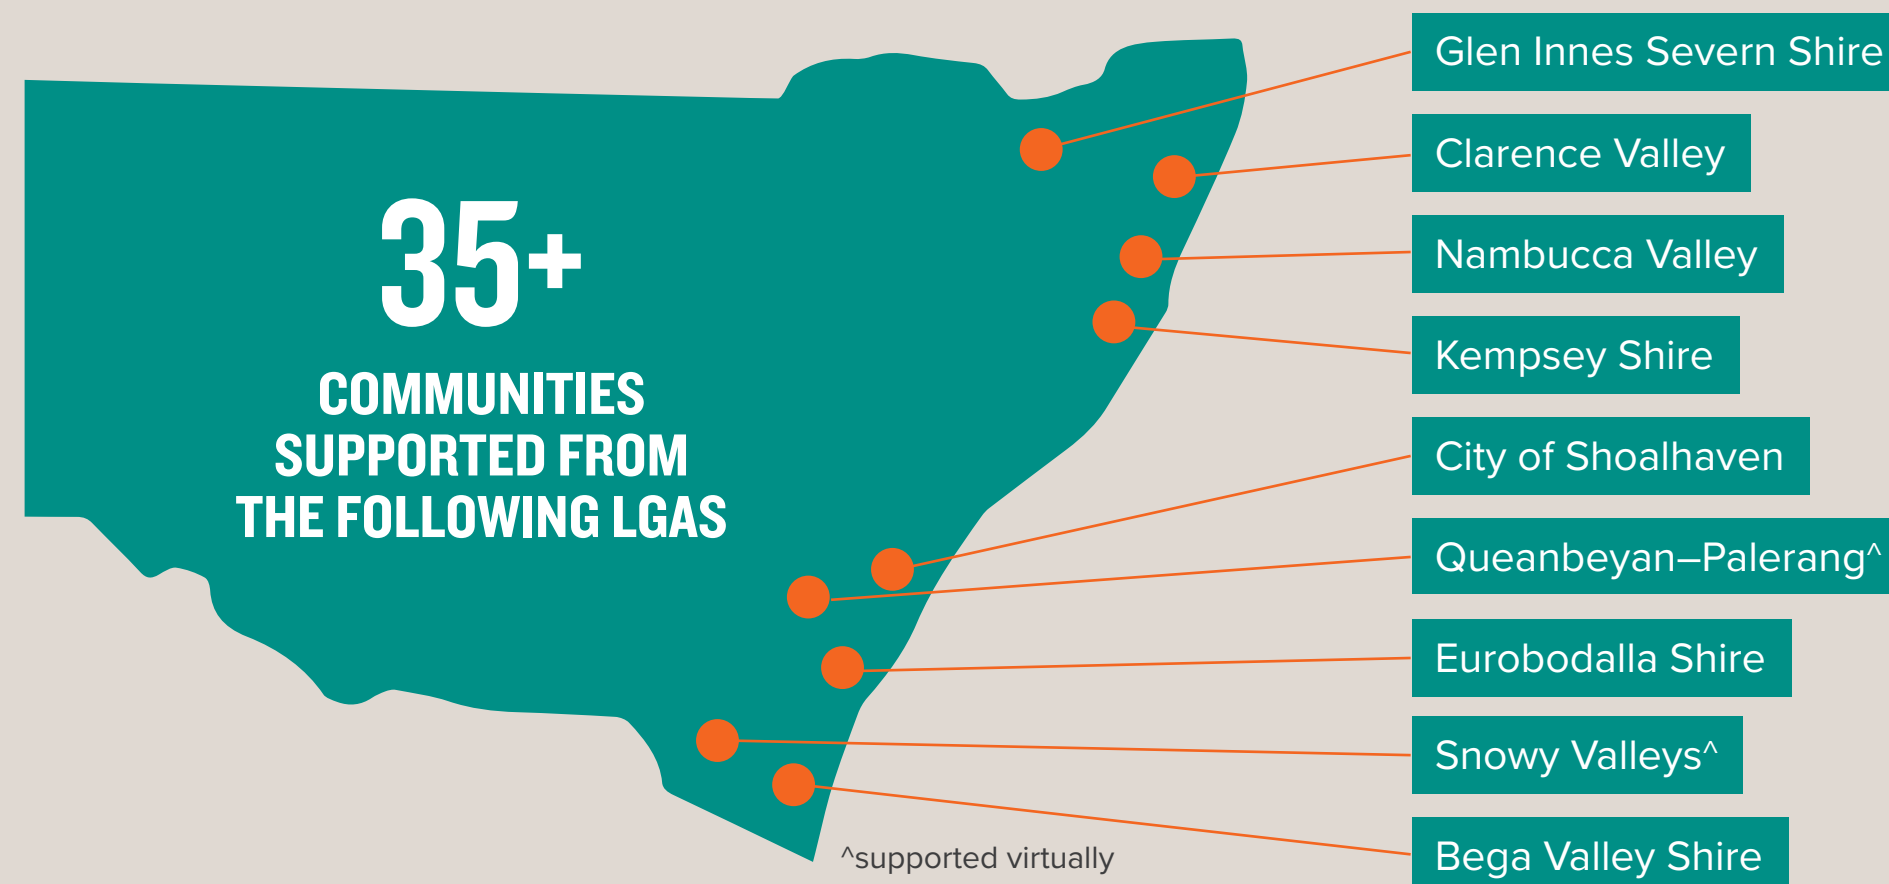 35+
COMMUNITIES
SUPPORTED FROM
THE FOLLOWING LGAS
Glen Innes Severn Shire
Clarence Valley
Nambucca Valley
Kempsey Shire
City of Shoalhaven
Queanbeyan–Palerang^
Eurobodalla Shire
Snowy Valleys^
Bega Valley Shire
^supported virtually